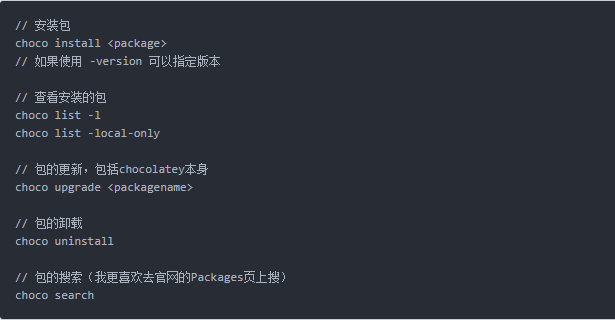 // 安装包
choco install <package>
// 如果使用 -version 可以指定版本
// 查看安装的包
choco list -l
choco list -local-only
// 包的更新，包括chocolatey本身
choco upgrade <packagename>
// 包的卸载
choco uninstall
// 包的搜索（我更喜欢去官网的Packages页上搜）
choco search